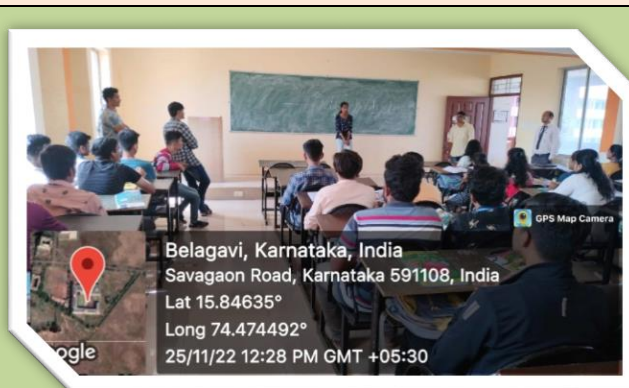 GPS Map Camera
Belagavi, Karnataka, India
Savagaon Road, Karnataka 591108, India
Lat 15.84635°
Long 74.474492°
25/11/22 12:28 PM GMT +05:30
ogle